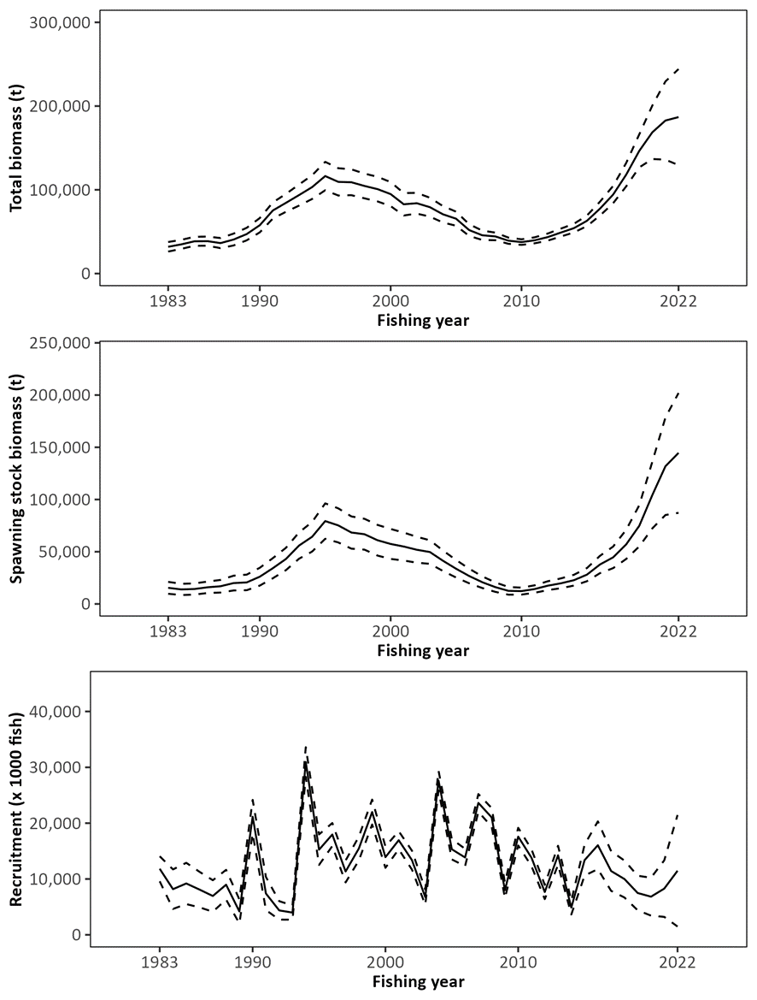 Total biomass (t)
300,000
200,000
100,000
0
1983 1990 2000 2010 2022
Fishing year
Spawning stock biomass (t)
250,000
200,000
150,000
100,000
50,000
0
1983 1990 2000 2010 2022
Fishing year
Recruitment (x 1000 fish)
40,000
30,000
20,000
10,000
0
1983 1990 2000 2010 2022
Fishing year